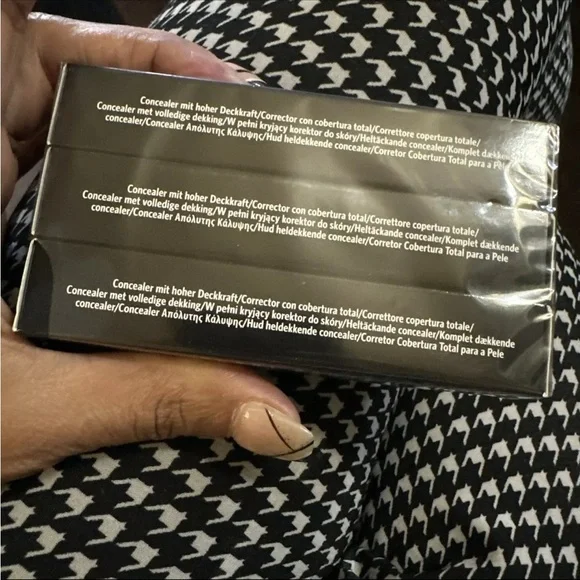 Concealer mit hoher Deckkraft/Corrector con cobertura total/Correttore copertura totale/
Concealer met volledige dekking/W pełni kryjący korektor do skóry/Heltäckande concealer/Komplet dækkende
concealer/Concealer Απόλυτης Κάλυψης/Hud heldekkende concealer/Corretor Cobertura Total para a Pele
Concealer mit hoher Deckkraft/Corrector con cobertura total/Correttore copertura totale/
Concealer met volledige dekking/W pełni kryjący korektor do skóry/Heltäckande concealer/Komplet dækkende
concealer/Concealer Απόλυτης Κάλυψης/Hud heldekkende concealer/Corretor Cobertura Total para a Pele
Concealer mit hoher Deckkraft/Corrector con cobertura total/Correttore copertura totale/
Concealer met volledige dekking/W pełni kryjący korektor do skóry/Heltäckande concealer/Komplet dækkende
concealer/Concealer Απόλυτης Κάλυψης/Hud heldekkende concealer/Corretor Cobertura Total para a Pele